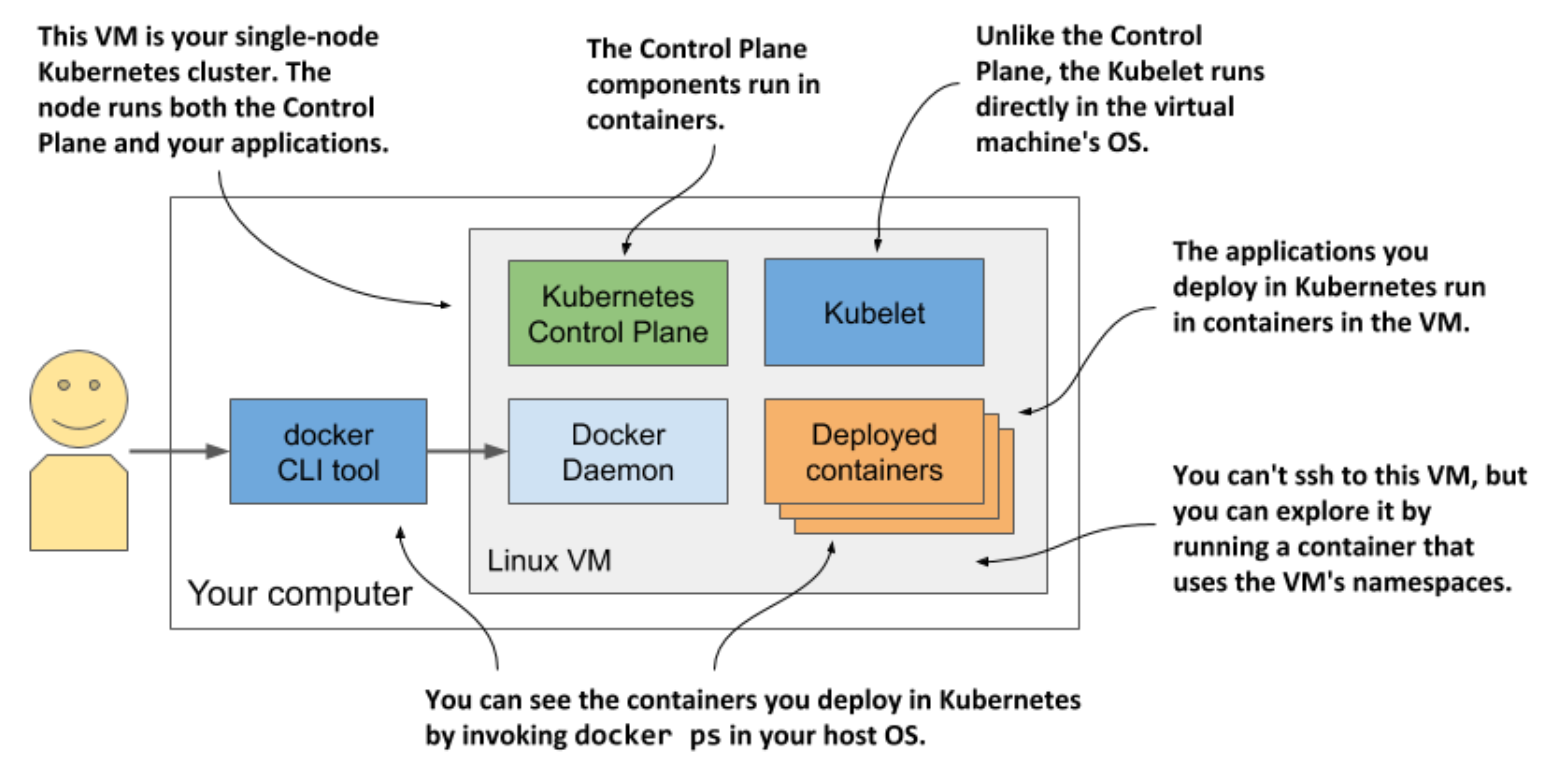 This VM is your single-node
Kubernetes cluster. The
node runs both the Control
Plane and your applications.
The Control Plane
components run in
containers.
Unlike the Control
Plane, the Kubelet runs
directly in the virtual
machine's OS.
Kubernetes
Control Plane
Kubelet
The applications you
deploy in Kubernetes run
in containers in the VM.
docker
CLI tool
Docker
Daemon
Deployed
containers
You can't ssh to this VM, but
you can explore it by
running a container that
uses the VM's namespaces.
Linux VM
Your computer
You can see the containers you deploy in Kubernetes
by invoking docker ps in your host OS.